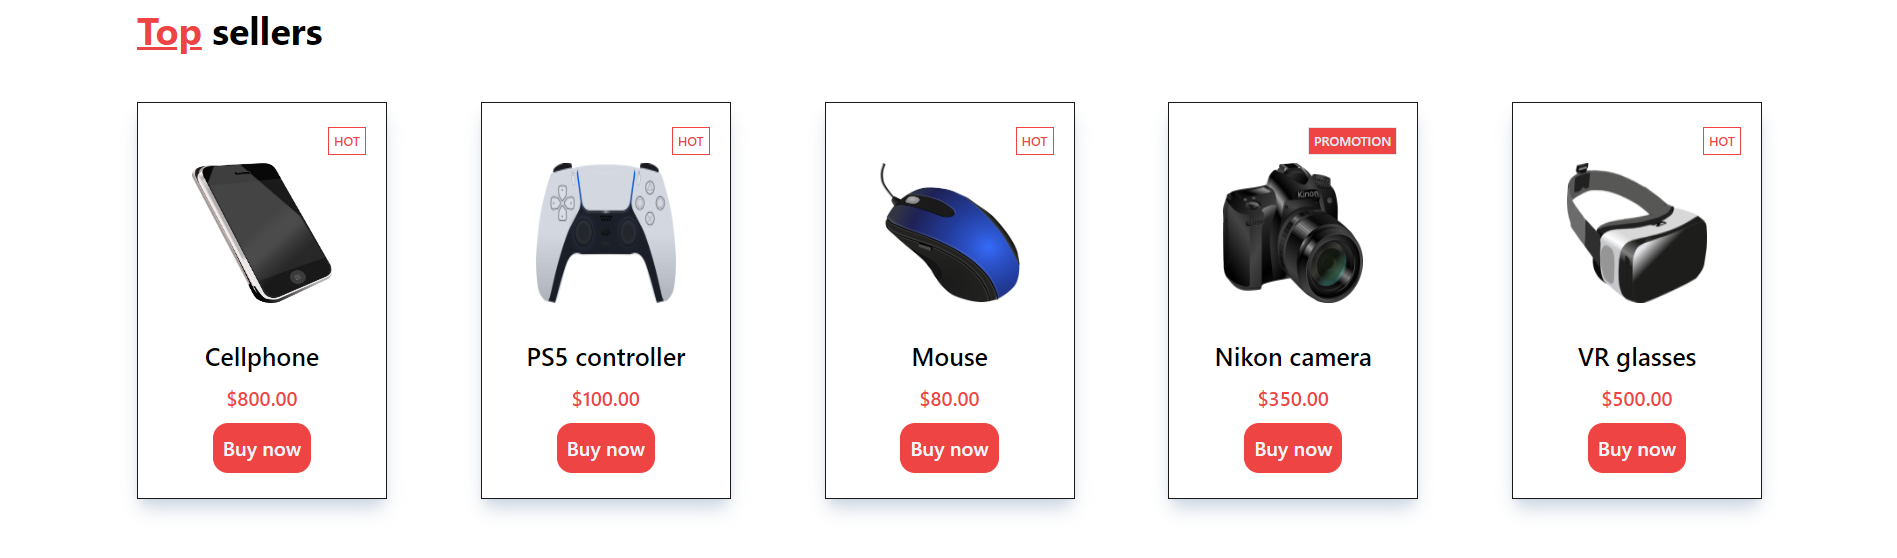 Top sellers
HOT
Cellphone
$800.00
Buy now
HOT
PS5 controller
$100.00
Buy now
HOT
Mouse
$80.00
Buy now
PROMOTION
Kinon
Nikon camera
$350.00
Buy now
HOT
VR glasses
$500.00
Buy now